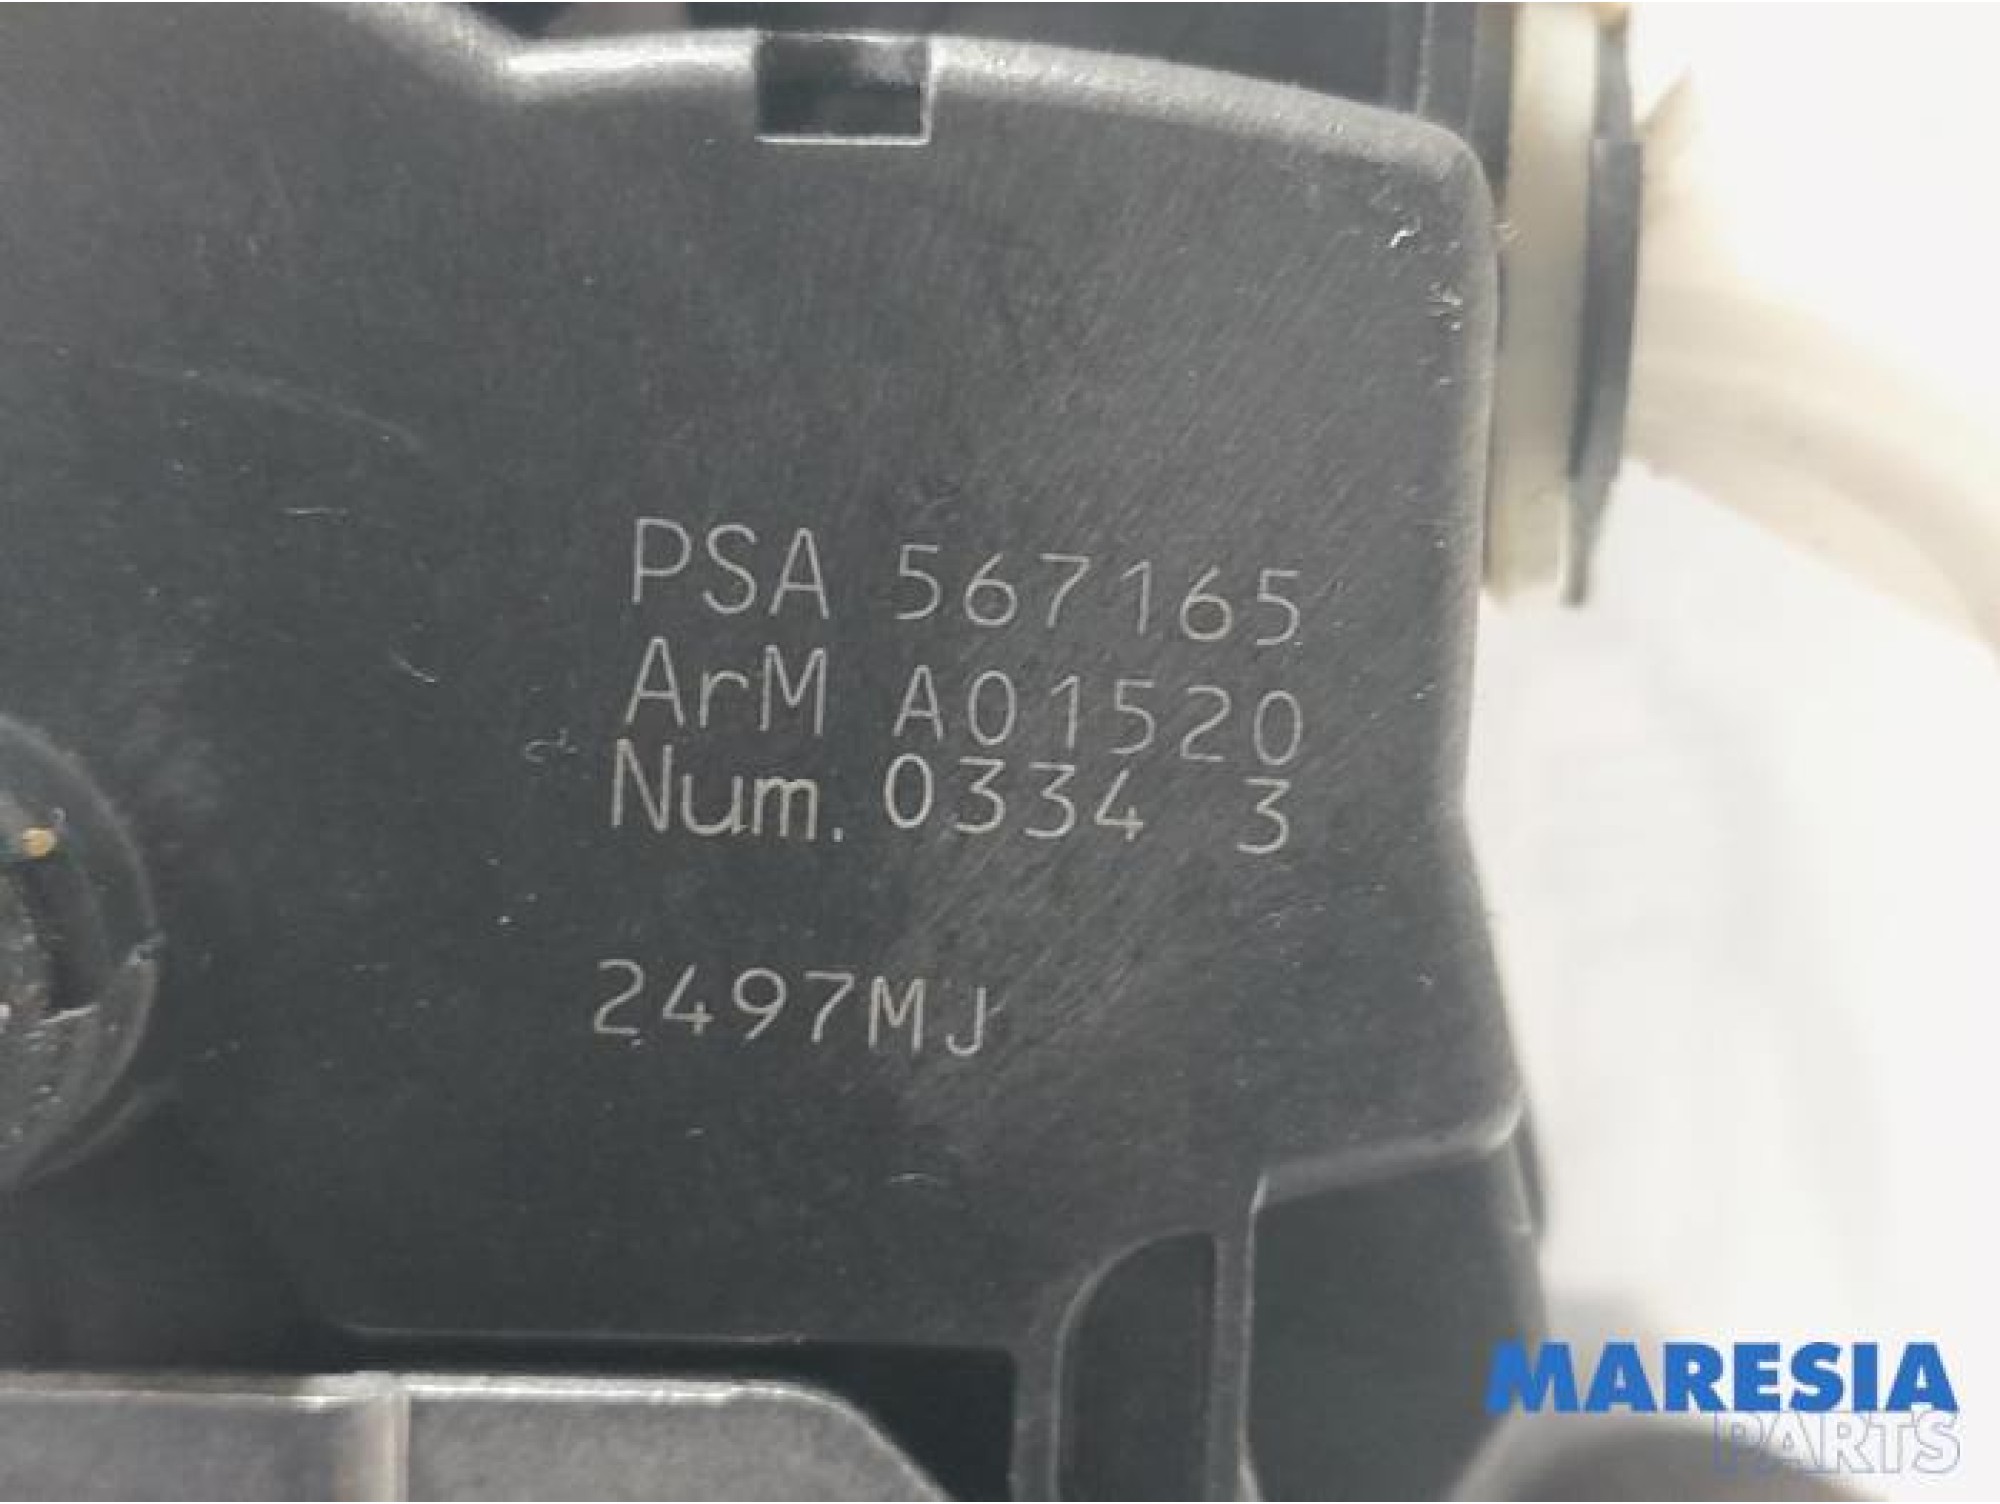 PSA 567165
ArM A01520
Num. 0334 3
2497MJ
MARESIA
PARTS